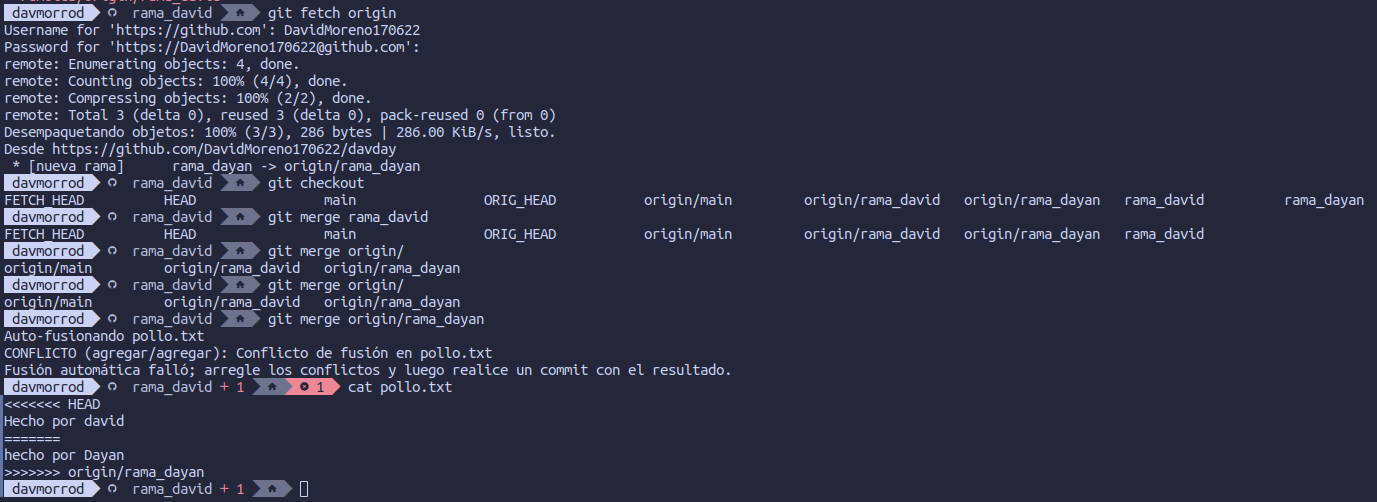 davmorrod rama_david git fetch origin
Username for 'https://github.com': DavidMoreno170622
Password for 'https://DavidMoreno170622@github.com':
remote: Enumerating objects: 4, done.
remote: Counting objects: 100% (4/4), done.
remote: Compressing objects: 100% (2/2), done.
remote: Total 3 (delta 0), reused 3 (delta 0), pack-reused 0 (from 0)
Desempaquetando objetos: 100% (3/3), 286 bytes | 286.00 KiB/s, listo.
Desde https://github.com/DavidMoreno170622/davday
 * [nueva rama]      rama_dayan -> origin/rama_dayan
davmorrod rama_david git checkout
FETCH_HEAD HEAD main ORIG_HEAD origin/main origin/rama_david origin/rama_dayan rama_david rama_dayan
davmorrod rama_david git merge rama_david
FETCH_HEAD HEAD main ORIG_HEAD origin/main origin/rama_david origin/rama_dayan rama_david
davmorrod rama_david git merge origin/
origin/main origin/rama_david origin/rama_dayan
davmorrod rama_david git merge origin/
origin/main origin/rama_david origin/rama_dayan
davmorrod rama_david git merge origin/rama_dayan
Auto-fusionando pollo.txt
CONFLICTO (agregar/agregar): Conflicto de fusión en pollo.txt
Fusión automática falló; arregle los conflictos y luego realice un commit con el resultado.
davmorrod rama_david + 1 1 cat pollo.txt
<<<<<<< HEAD
Hecho por david
=======
hecho por Dayan
>>>>>>> origin/rama_dayan
davmorrod rama_david + 1